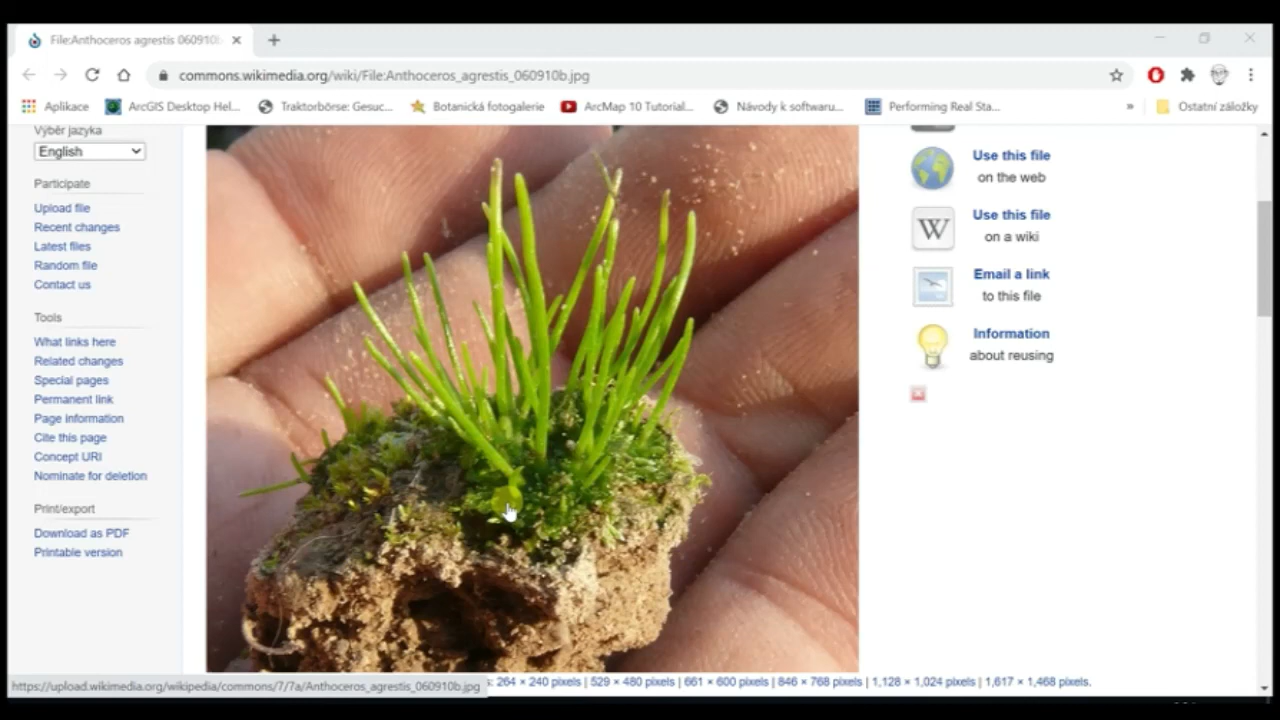 File:Anthoceros agrestis 060910b
commons.wikimedia.org/wiki/File:Anthoceros_agrestis_060910b.jpg
Aplikace ArcGIS Desktop Hel... Traktorbörse: Gesuc... Botanická fotogalerie ArcMap 10 Tutorial... Návody k softwaru... Performing Real Sta... » Ostatní záložky
Výběr jazyka
English
Participate
Upload file
Recent changes
Latest files
Random file
Contact us
Tools
What links here
Related changes
Special pages
Permanent link
Page information
Cite this page
Concept URI
Nominate for deletion
Print/export
Download as PDF
Printable version
Use this file
on the web
W
Use this file
on a wiki
Email a link
to this file
Information
about reusing
https://upload.wikimedia.org/wikipedia/commons/7/7a/Anthoceros_agrestis_060910b.jpg
: 264 × 240 pixels | 529 × 480 pixels | 661 × 600 pixels | 846 × 768 pixels | 1,128 × 1,024 pixels | 1,617 × 1,468 pixels.